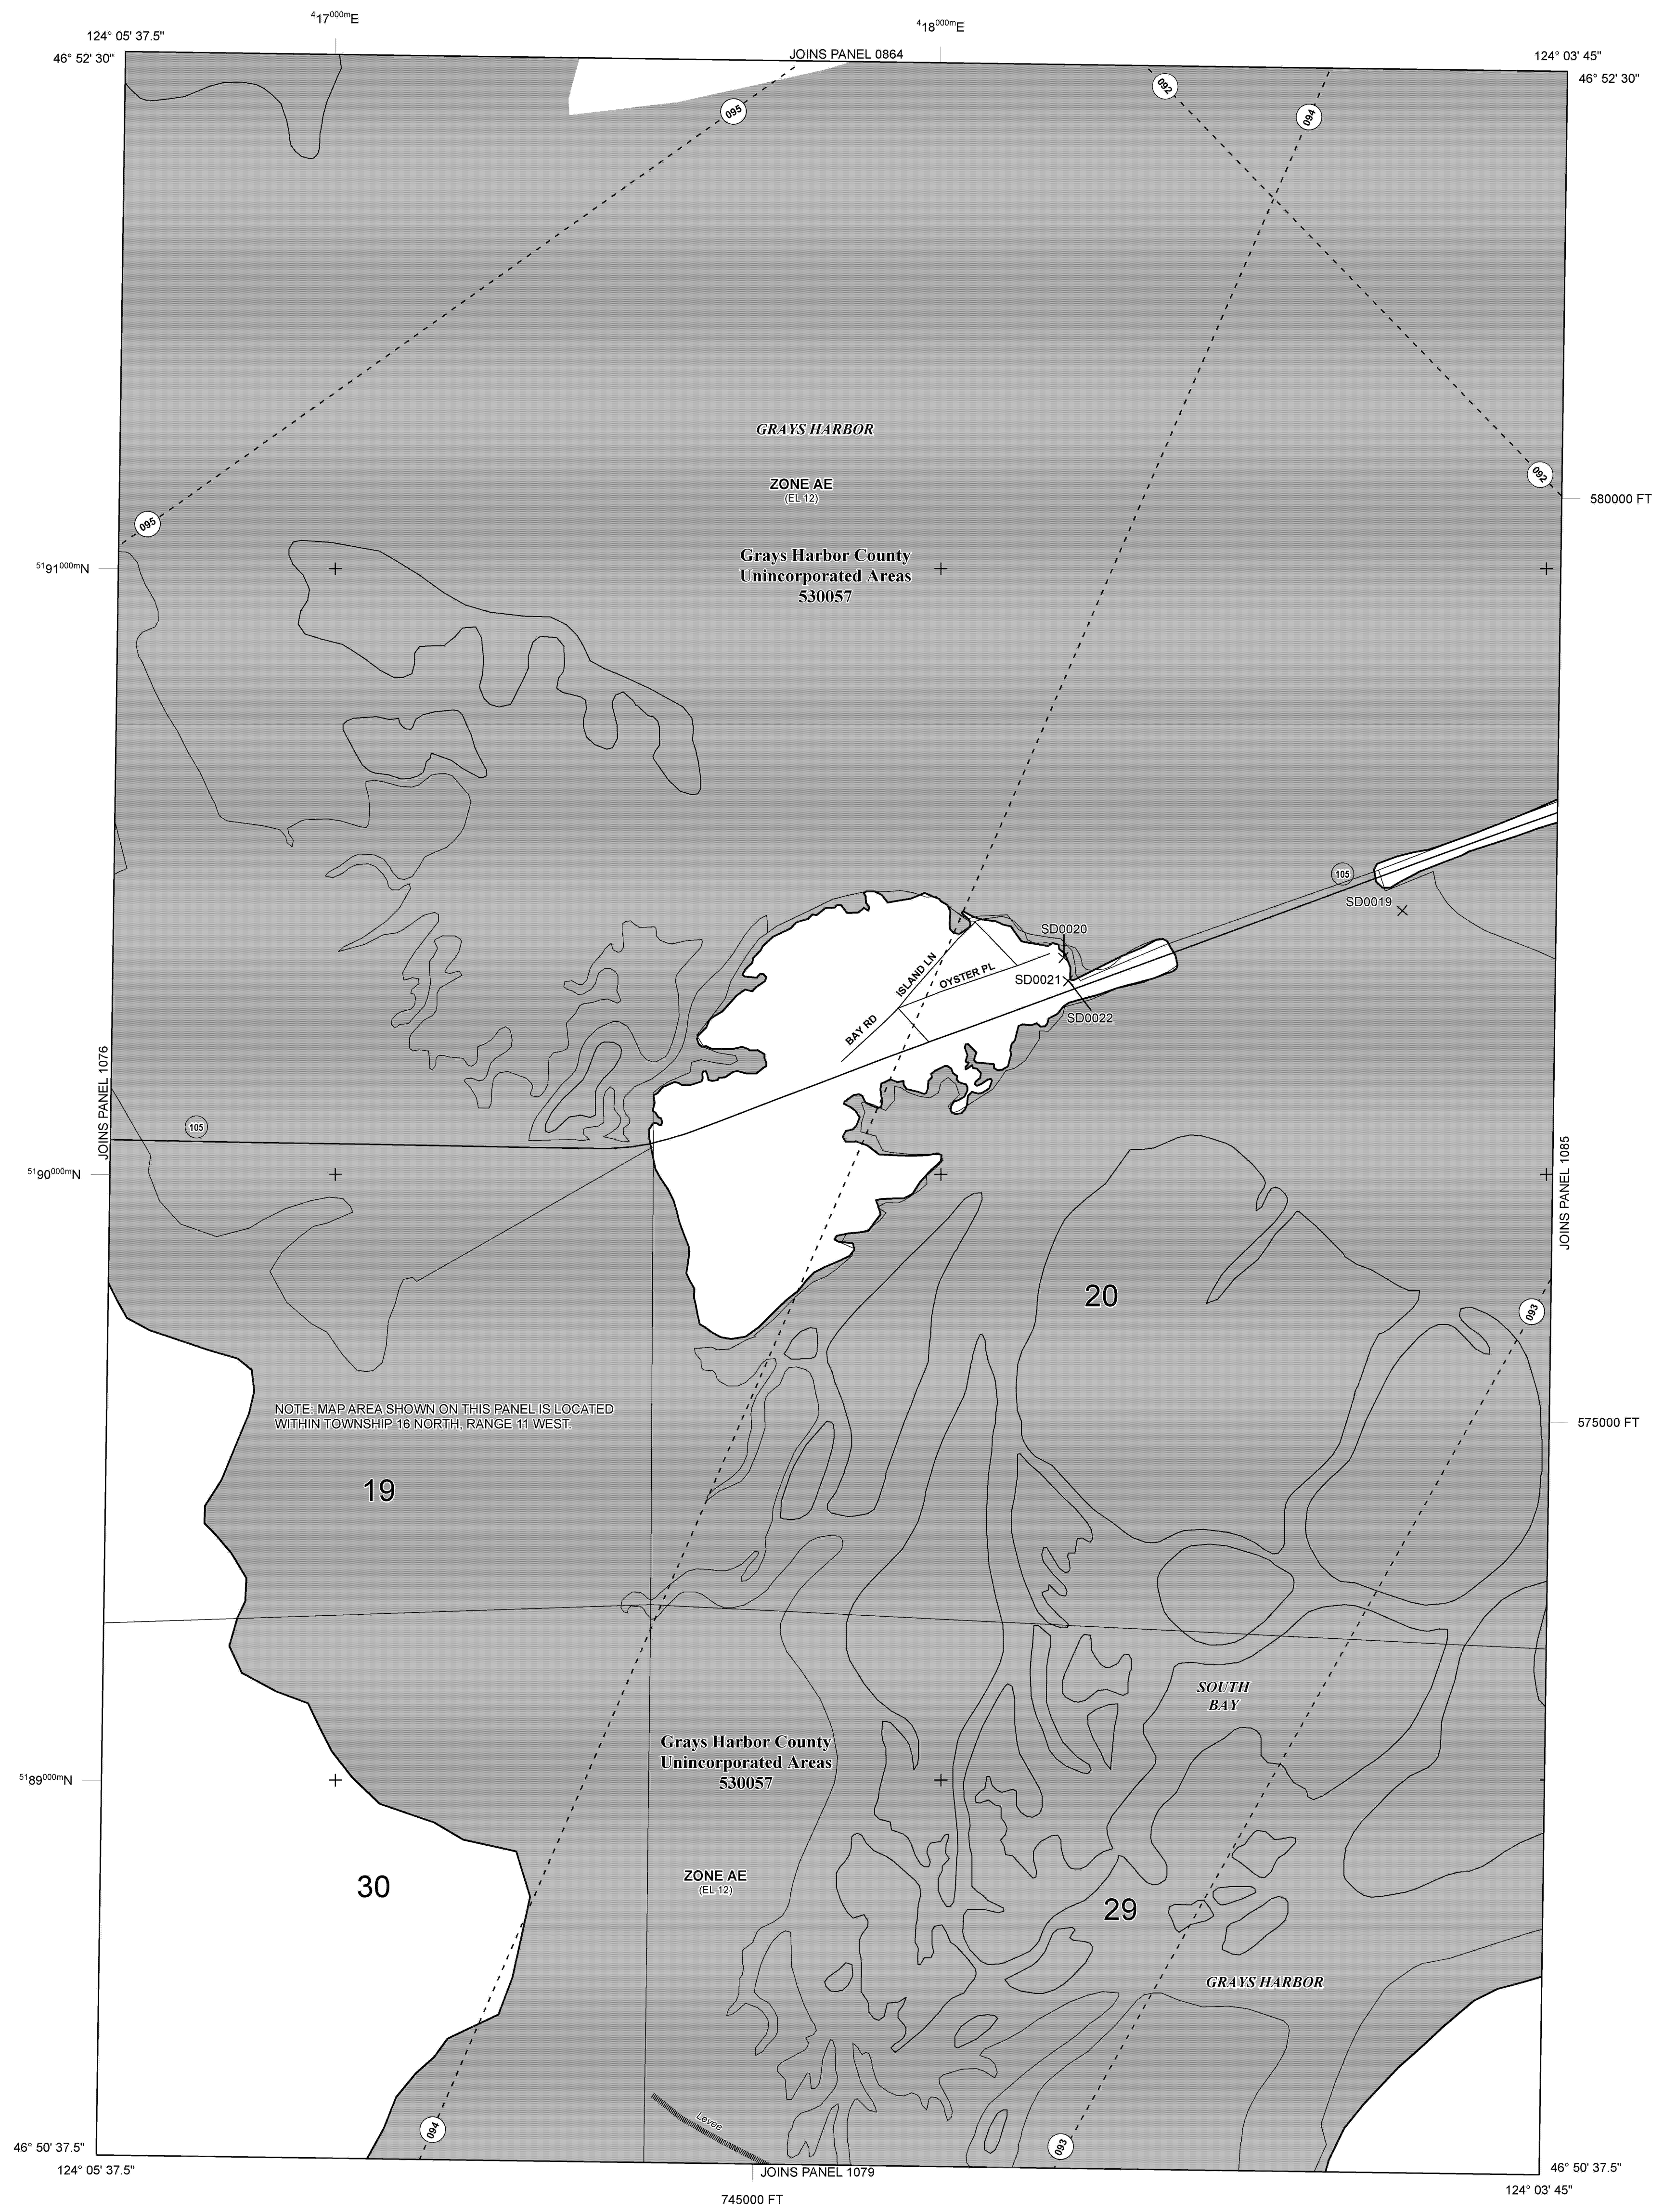 ⁴17⁰⁰⁰ᵐE
⁴18⁰⁰⁰ᵐE
124° 05' 37.5"
46° 52' 30"
JOINS PANEL 0864
124° 03' 45"
46° 52' 30"
095
092
094
GRAYS HARBOR
092
ZONE AE
(EL 12)
580000 FT
095
Grays Harbor County
Unincorporated Areas
530057
⁵¹91⁰⁰⁰ᵐN
105
SD0019
SD0020
ISLAND LN
OYSTER PL
SD0021
SD0022
BAY RD
JOINS PANEL 1076
105
⁵¹90⁰⁰⁰ᵐN
JOINS PANEL 1085
20
093
NOTE: MAP AREA SHOWN ON THIS PANEL IS LOCATED
WITHIN TOWNSHIP 16 NORTH, RANGE 11 WEST.
575000 FT
19
SOUTH
BAY
Grays Harbor County
Unincorporated Areas
530057
⁵¹89⁰⁰⁰ᵐN
ZONE AE
(EL 12)
30
29
GRAYS HARBOR
Levee
094
093
46° 50' 37.5"
124° 05' 37.5"
JOINS PANEL 1079
46° 50' 37.5"
124° 03' 45"
745000 FT